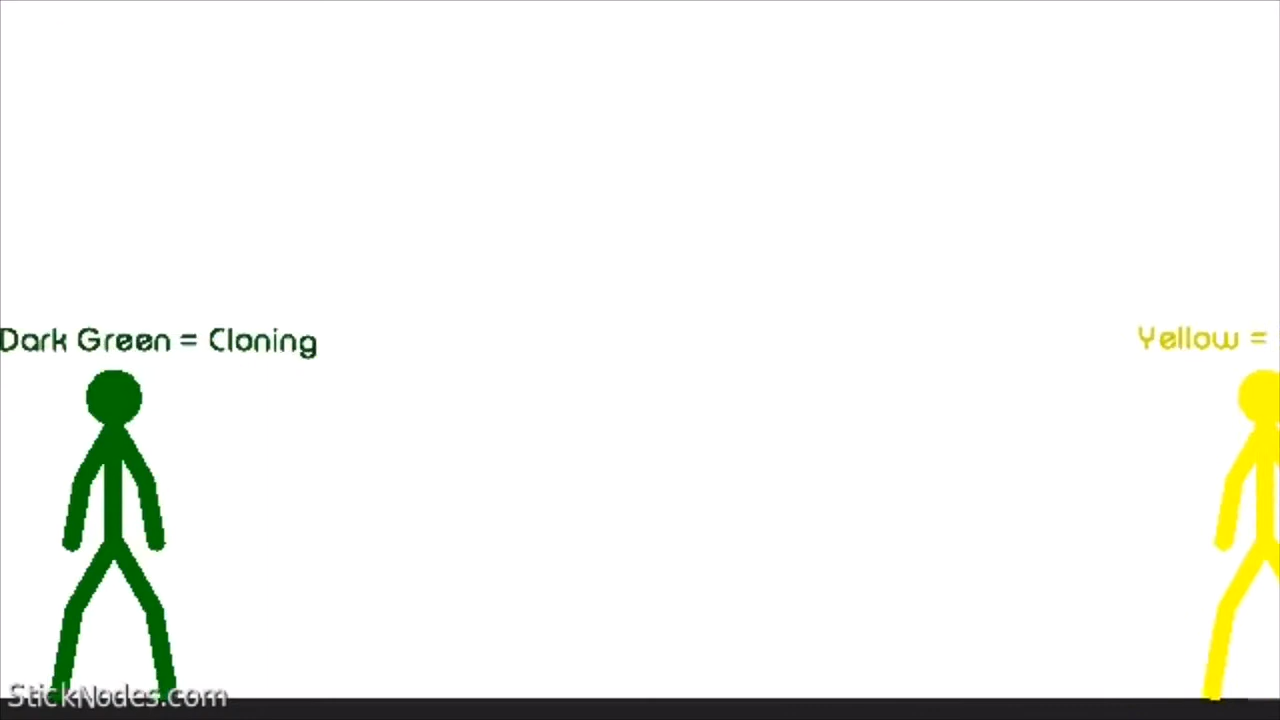 Dark Green = Cloning
Yellow =
StickNodes.com